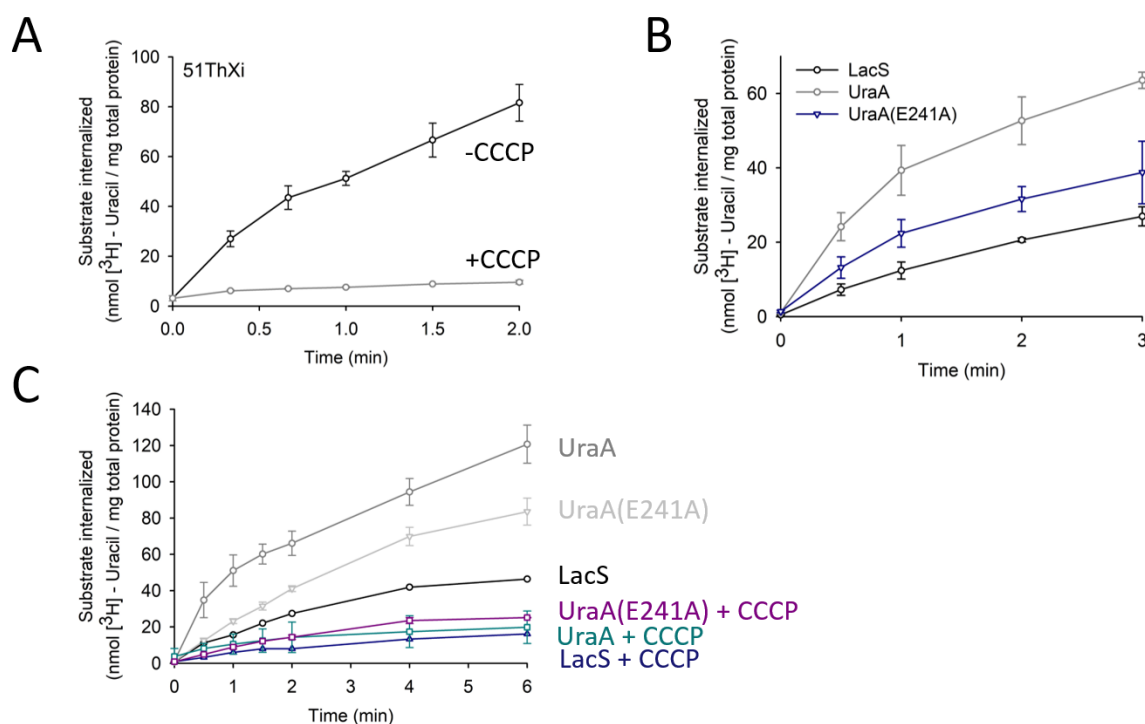 A
Substrate internalized
(nmol [³H] - Uracil / mg total protein)
100
80
60
40
20
0
51ThXi
-CCCP
+CCCP
0.0
0.5
1.0
1.5
2.0
Time (min)
B
Substrate internalized
(nmol [³H] - Uracil / mg total protein)
60
40
20
0
LacS
UraA
UraA(E241A)
0
1
2
3
Time (min)
C
Substrate internalized
(nmol [³H] - Uracil / mg total protein)
140
120
100
80
60
40
20
0
UraA
UraA(E241A)
LacS
UraA(E241A) + CCCP
UraA + CCCP
LacS + CCCP
0
1
2
4
6
Time (min)